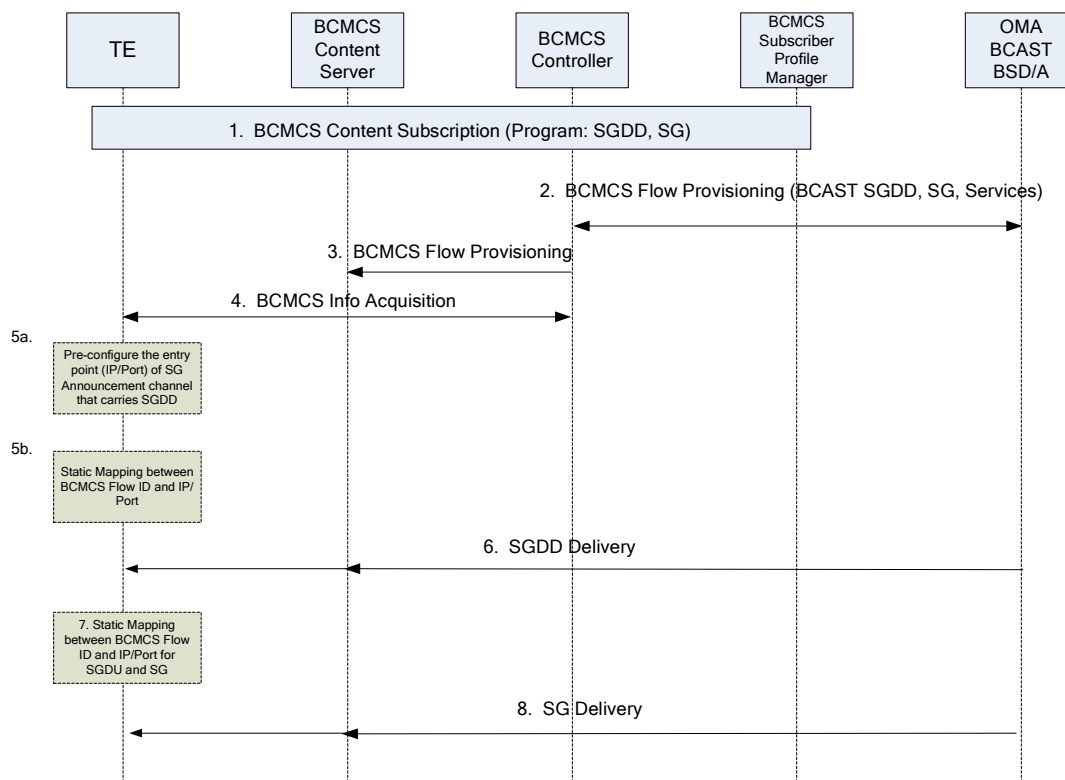 TE
BCMCS
Content
Server
BCMCS
Controller
BCMCS
Subscriber
Profile
Manager
OMA
BCAST
BSD/A
1. BCMCS Content Subscription (Program: SGDD, SG)
2. BCMCS Flow Provisioning (BCAST SGDD, SG, Services)
3. BCMCS Flow Provisioning
4. BCMCS Info Acquisition
5a.
Pre-configure the entry
point (IP/Port) of SG
Announcement channel
that carries SGDD
5b.
Static Mapping between
BCMCS Flow ID and IP/
Port
6. SGDD Delivery
7. Static Mapping
between BCMCS Flow
ID and IP/Port for
SGDU and SG
8. SG Delivery